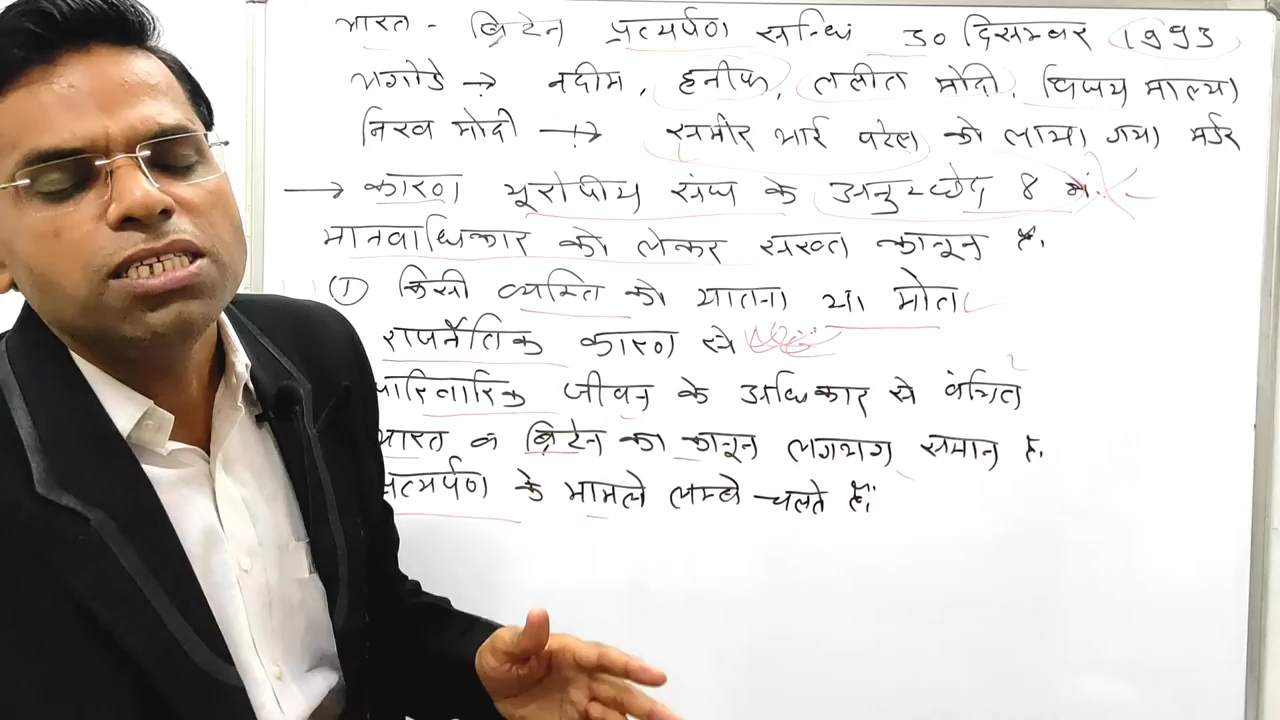 भारत - ब्रिटेन प्रत्यर्पण सन्धि 30 दिसम्बर 1993
भगोडे → नदीम, हनीफ, ललीत मोदी, विजय माल्या
निरव मोदी → समीर भाई पटेल को लाया गया मर्डर
→ कारण यूरोपीय संघ के अनुच्छेद 8 में
मानवाधिकार को लेकर सख्त कानून है.
① किसी व्यक्ति को यातना या मौत
राजनैतिक कारण से
पारिवारिक जीवन के अधिकार से वंचित
भारत व ब्रिटेन का कानून लगभग समान है.
प्रत्यर्पण के मामले लम्बे चलते हैं।